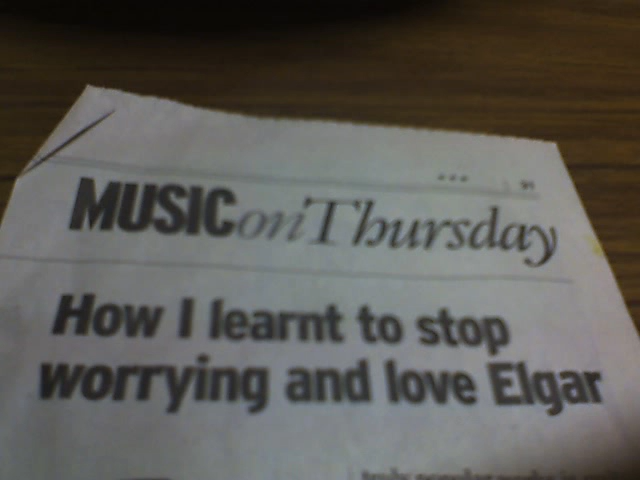 MUSIC on Thursday
How I learnt to stop
worrying and love Elgar